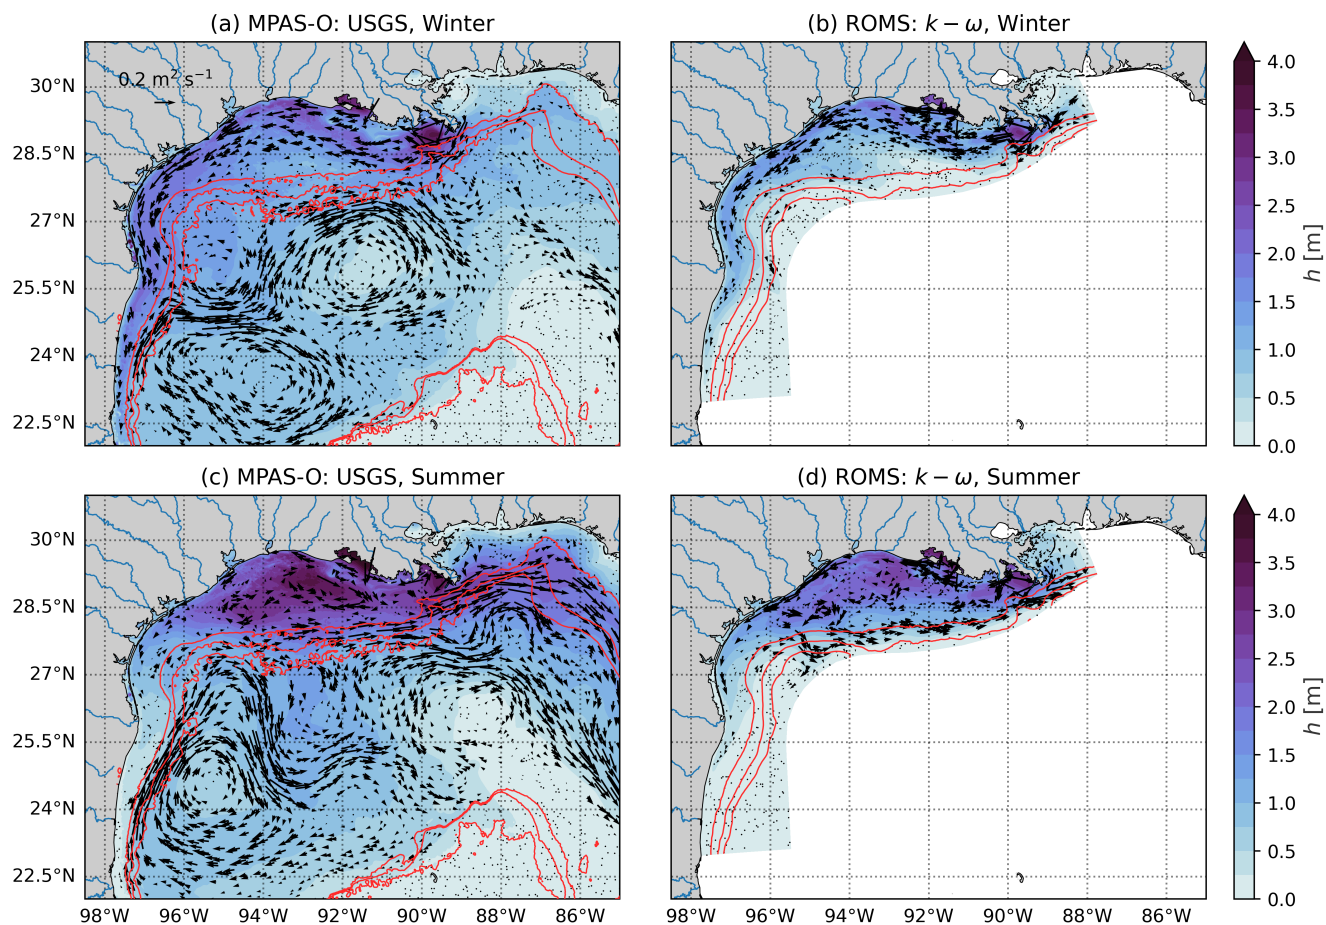 (a) MPAS-O: USGS, Winter
(b) ROMS: k − ω, Winter
0.2 m² s⁻¹
30°N
28.5°N
27°N
25.5°N
24°N
22.5°N
4.0
3.5
3.0
2.5
2.0
1.5
1.0
0.5
0.0
h [m]
(c) MPAS-O: USGS, Summer
(d) ROMS: k − ω, Summer
30°N
28.5°N
27°N
25.5°N
24°N
22.5°N
98°W 96°W 94°W 92°W 90°W 88°W 86°W
98°W 96°W 94°W 92°W 90°W 88°W 86°W
4.0
3.5
3.0
2.5
2.0
1.5
1.0
0.5
0.0
h [m]